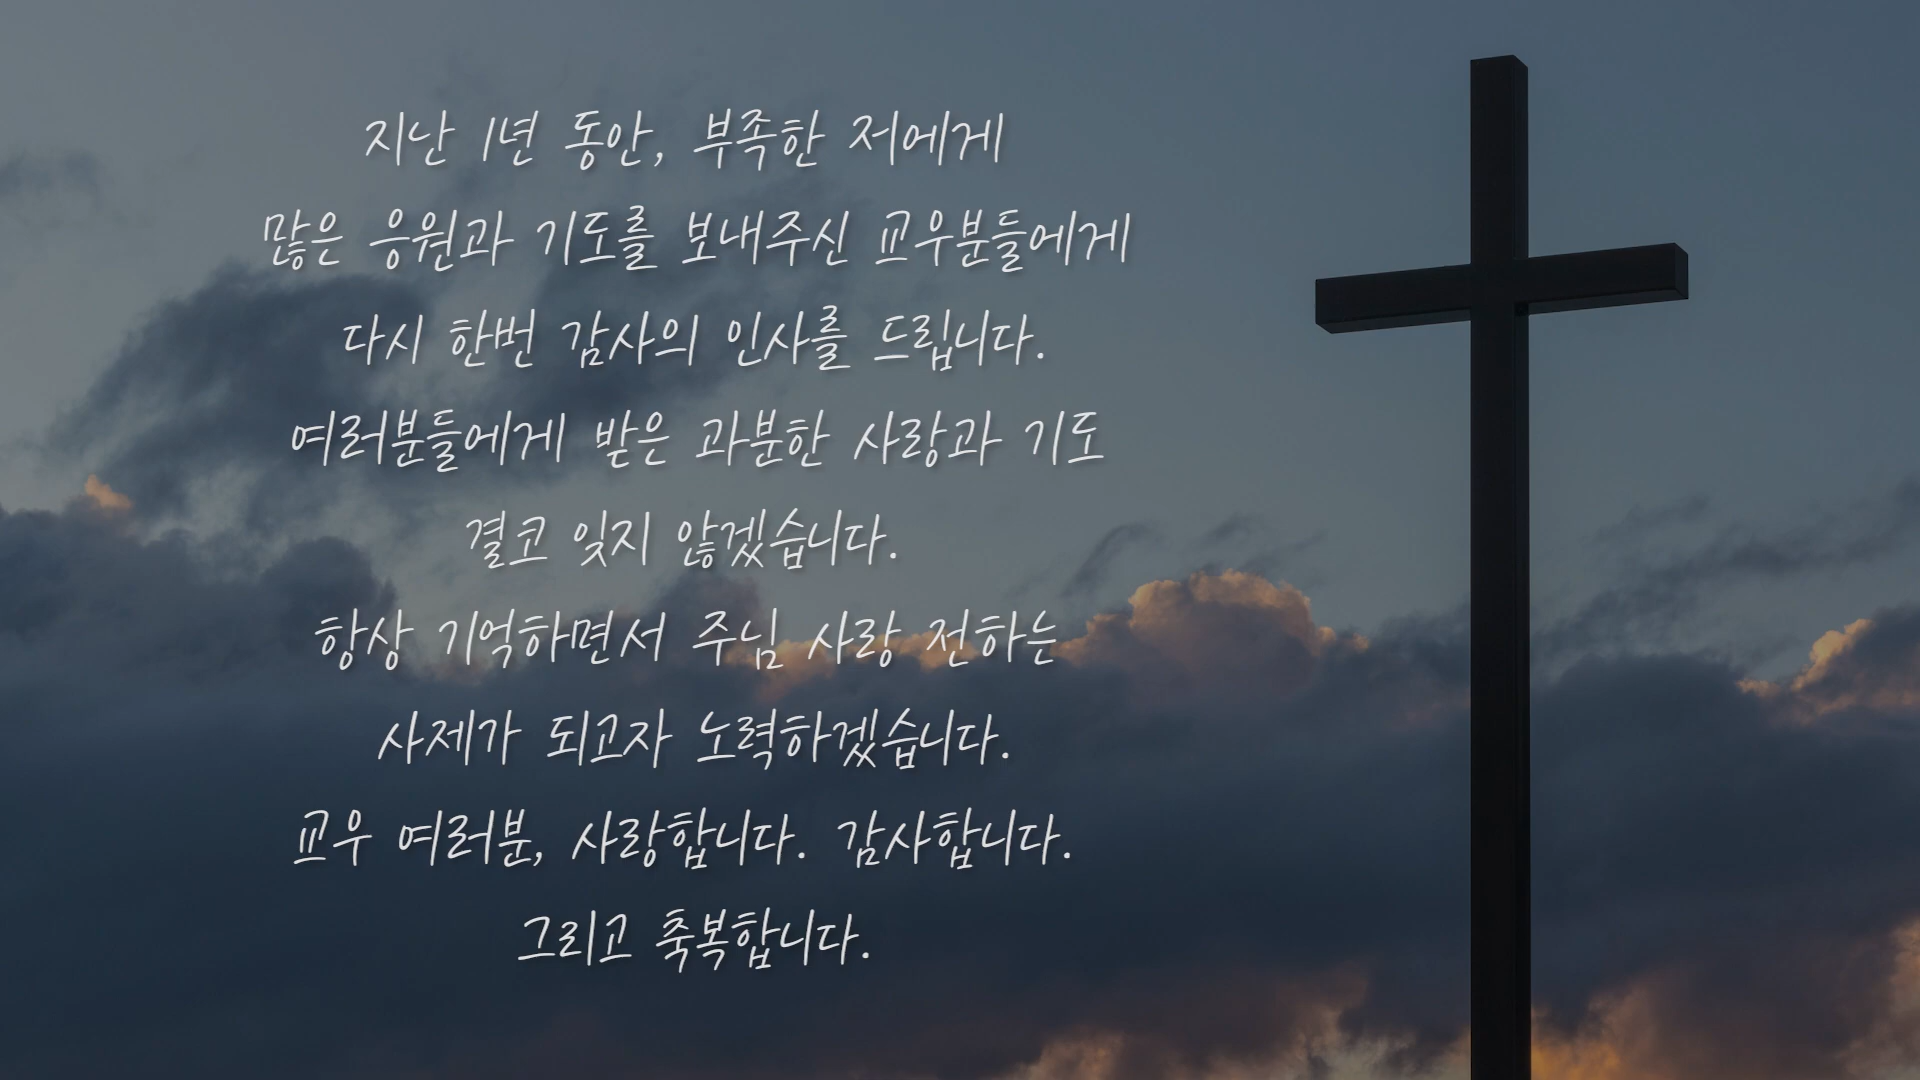 지난 1년 동안, 부족한 저에게
많은 응원과 기도를 보내주신 교우분들에게
다시 한번 감사의 인사를 드립니다.
여러분들에게 받은 과분한 사랑과 기도
결코 잊지 않겠습니다.
항상 기억하면서 주님 사랑 전하는
사제가 되고자 노력하겠습니다.
교우 여러분, 사랑합니다. 감사합니다.
그리고 축복합니다.